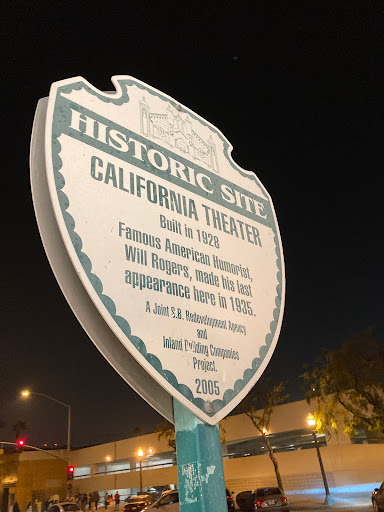 HISTORIC SITE
CALIFORNIA THEATER
Built in 1928
Famous American Humorist,
Will Rogers, made his last
appearance here in 1935.
A Joint S.B. Redevelopment Agency
and
Inland Building Companies
Project.
2005